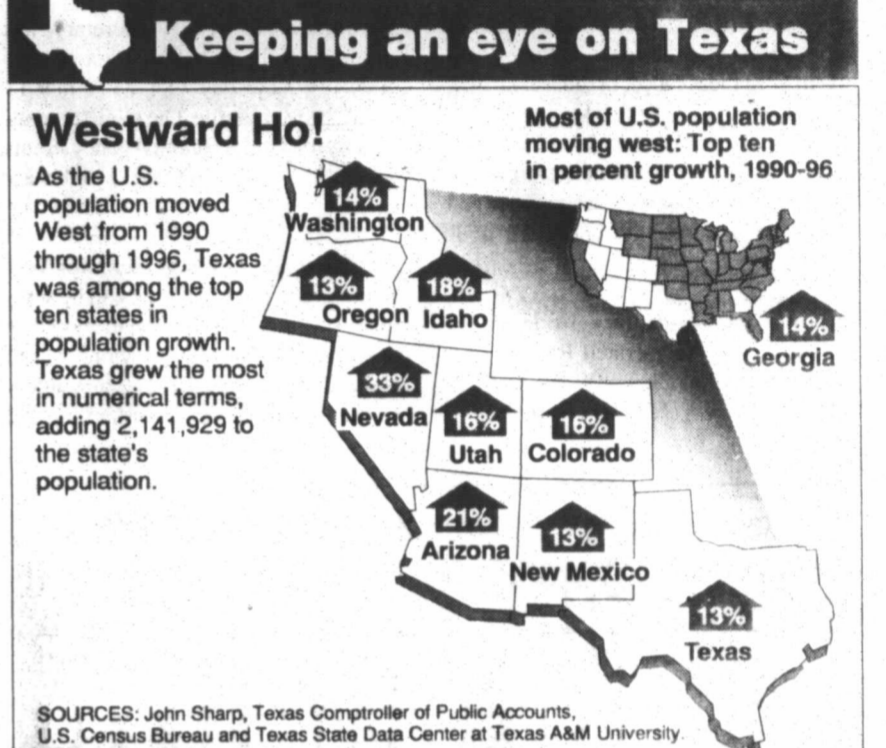 Keeping an eye on Texas
Westward Ho!
As the U.S.
population moved
West from 1990
through 1996, Texas
was among the top
ten states in
population growth.
Texas grew the most
in numerical terms,
adding 2,141,929 to
the state's
population.
Most of U.S. population
moving west: Top ten
in percent growth, 1990-96
14%
Washington
13%
Oregon
18%
Idaho
14%
Georgia
33%
Nevada
16%
Utah
16%
Colorado
21%
Arizona
13%
New Mexico
13%
Texas
SOURCES: John Sharp, Texas Comptroller of Public Accounts,
U.S. Census Bureau and Texas State Data Center at Texas A&M University.